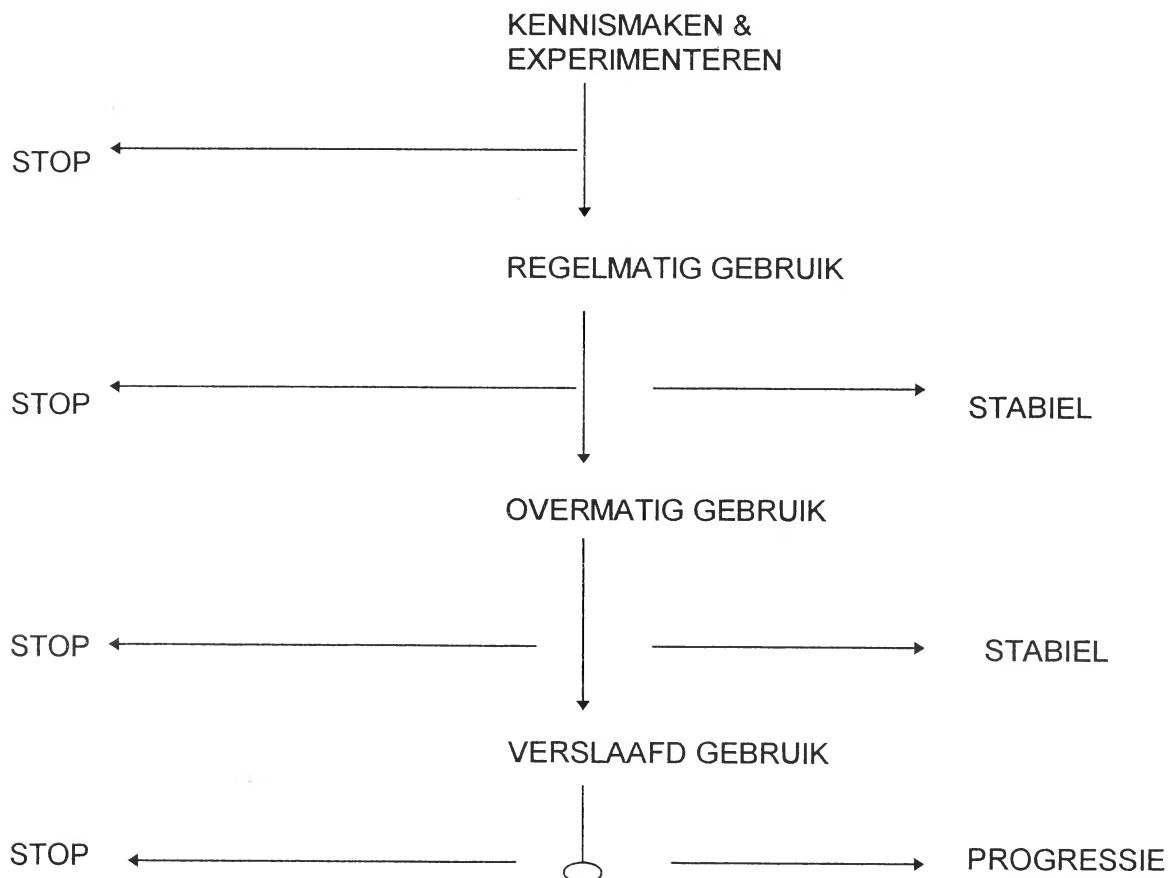 KENNISMAKEN &
EXPERIMENTEREN
STOP
REGELMATIG GEBRUIK
STOP
STABIEL
OVERMATIG GEBRUIK
STOP
STABIEL
VERSLAAFD GEBRUIK
STOP
PROGRESSIE